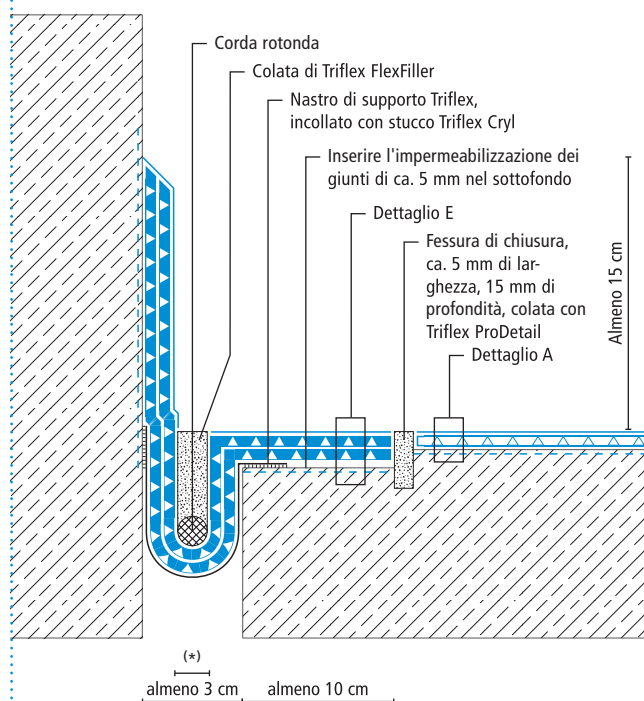 Corda rotonda
Colata di Triflex FlexFiller
Nastro di supporto Triflex,
incollato con stucco Triflex Cryl
Inserire l'impermeabilizzazione dei
giunti di ca. 5 mm nel sottofondo
Dettaglio E
Fessura di chiusura,
ca. 5 mm di lar-
ghezza, 15 mm di
profondità, colata con
Triflex ProDetail
Dettaglio A
Almeno 15 cm
(*)
almeno 3 cm
almeno 10 cm